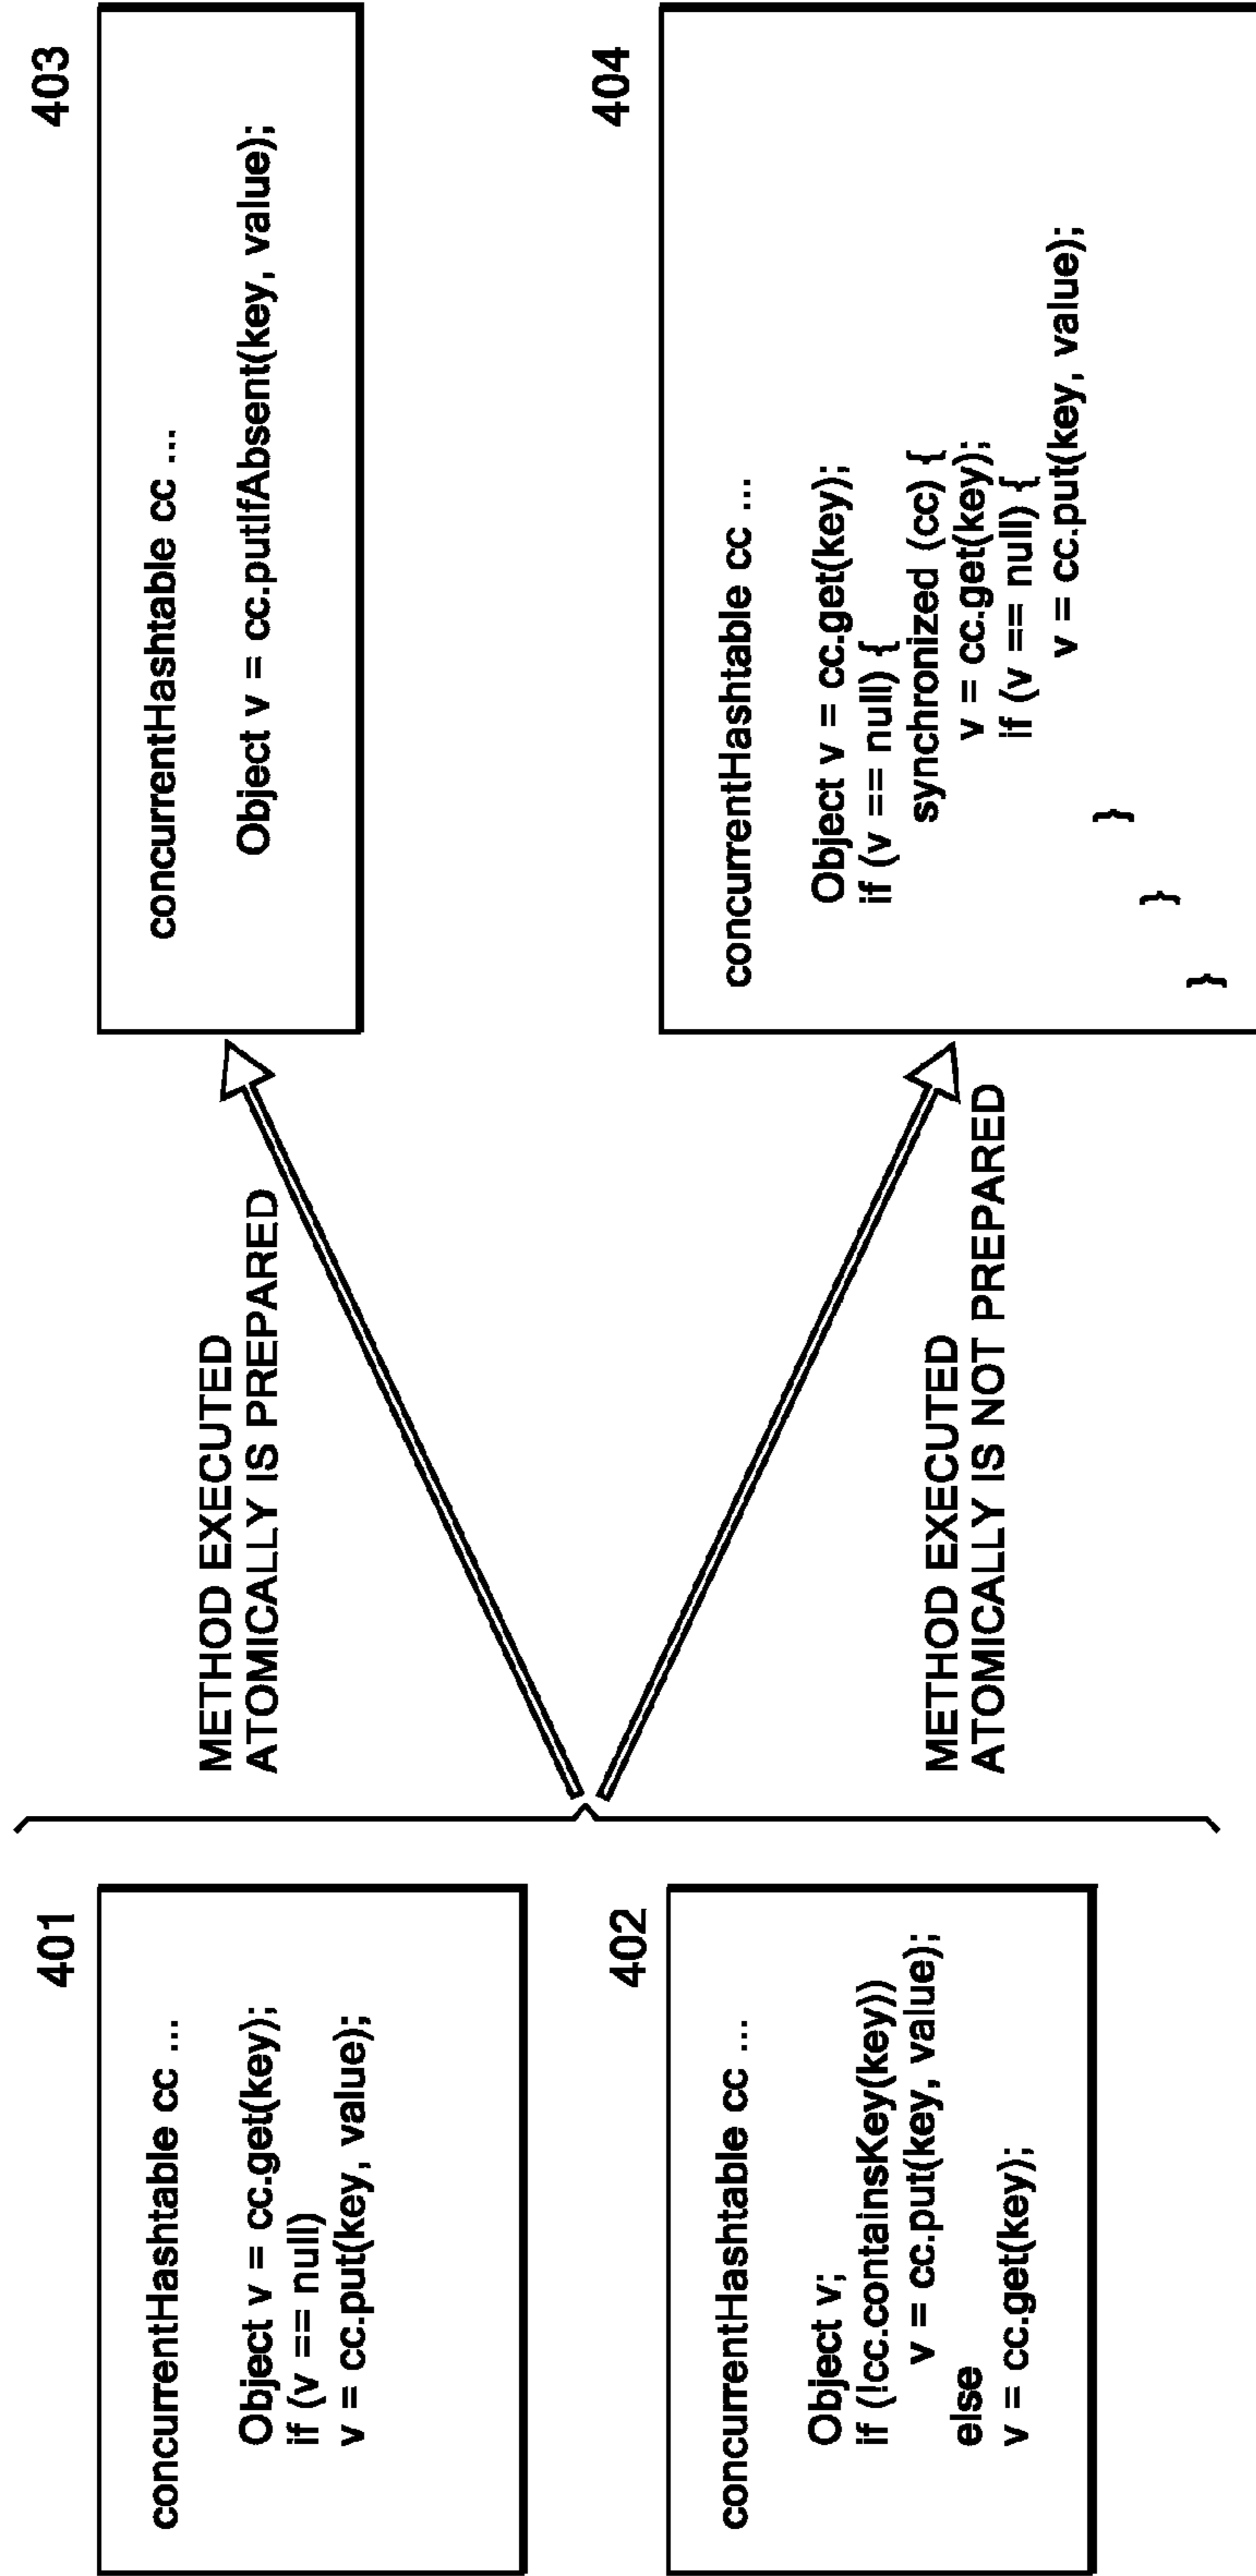 401
concurrentHashtable cc ...
Object v = cc.get(key);
if (v == null)
v = cc.put(key, value);
402
concurrentHashtable cc ...
Object v;
if (!cc.containsKey(key))
v = cc.put(key, value);
else
v = cc.get(key);
METHOD EXECUTED
ATOMICALLY IS PREPARED
METHOD EXECUTED
ATOMICALLY IS NOT PREPARED
403
concurrentHashtable cc ...
Object v = cc.putIfAbsent(key, value);
404
concurrentHashtable cc ...
Object v = cc.get(key);
if (v == null) {
synchronized (cc) {
v = cc.get(key);
if (v == null) {
v = cc.put(key, value);
}
}
}